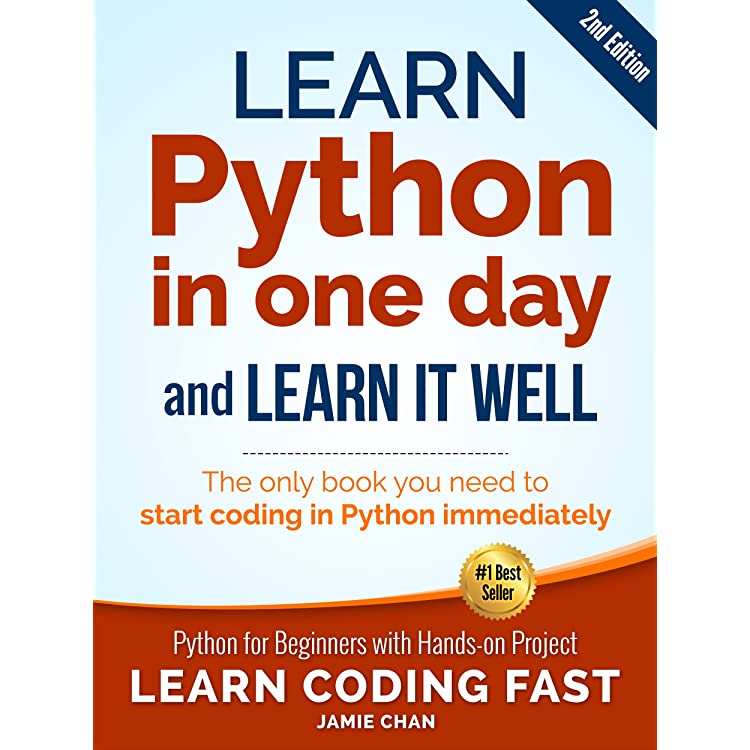 2nd Edition
LEARN
Python
in one day
and LEARN IT WELL
The only book you need to
start coding in Python immediately
#1 Best
Seller
Python for Beginners with Hands-on Project
LEARN CODING FAST
JAMIE CHAN